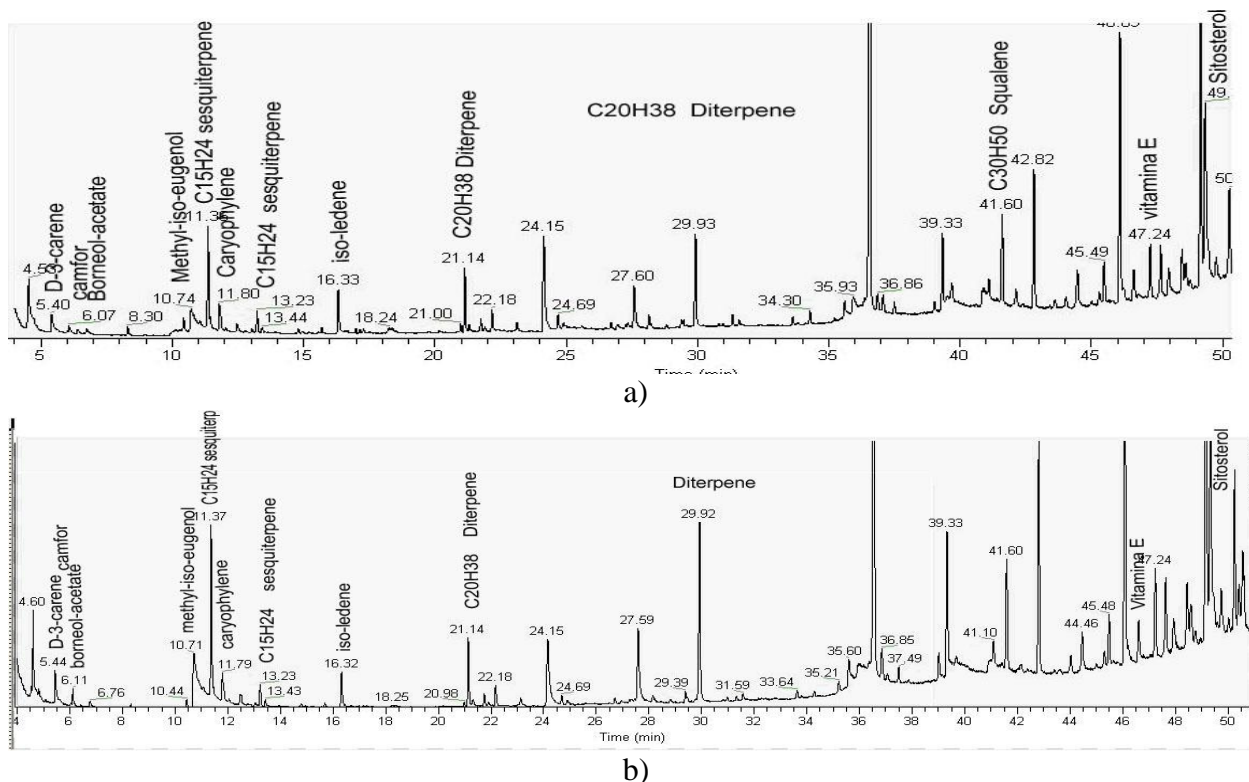 D-3-carene
camfor
Borneol-acetate
Methyl-iso-eugenol
C15H24 sesquiterpene
Caryophylene
C15H24 sesquiterpene
iso-ledene
C20H38 Diterpene
C20H38 Diterpene
C30H50 Squalene
vitamina E
Sitosterol
5.40
6.07
8.30
10.74
11.80
13.23
13.44
16.33
18.24
21.00
21.14
22.18
24.15
24.69
27.60
29.93
34.30
35.93
36.86
39.33
41.60
42.82
45.49
47.24
49.
50
5 10 15 20 25 30 35 40 45 50
Time (min)
a)
D-3-carene
camfor
borneol-acetate
methyl-iso-eugenol
C15H24 sesquiterp
caryophylene
C15H24 sesquiterpene
iso-ledene
C20H38 Diterpene
Diterpene
Vitamina E
Sitosterol
4.60
5.44
6.11
6.76
10.44
10.71
11.37
11.79
13.23
13.43
16.32
18.25
20.98
21.14
22.18
24.15
24.69
27.59
29.39
29.92
31.59
33.64
35.21
35.60
36.85
37.49
39.33
41.10
41.60
44.46
45.48
47.24
4 6 8 10 12 14 16 18 20 22 24 26 28 30 32 34 36 38 40 42 44 46 48 50
Time (min)
b)